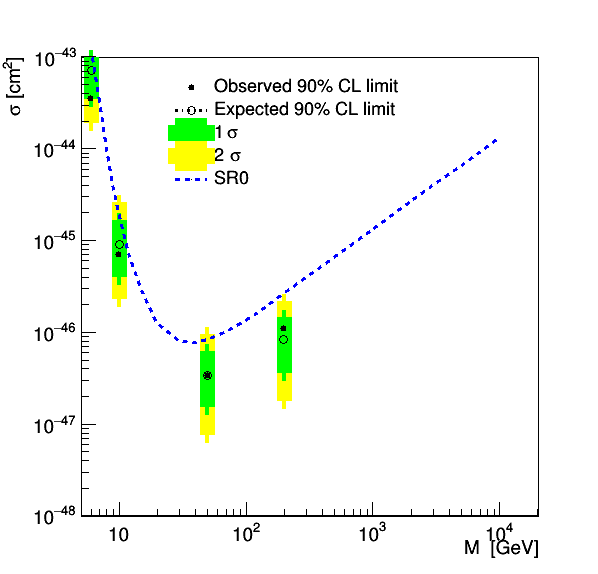 σ [cm²]
10⁻⁴³
10⁻⁴⁴
10⁻⁴⁵
10⁻⁴⁶
10⁻⁴⁷
10⁻⁴⁸
Observed 90% CL limit
Expected 90% CL limit
1 σ
2 σ
SR0
10
10²
10³
10⁴
M [GeV]